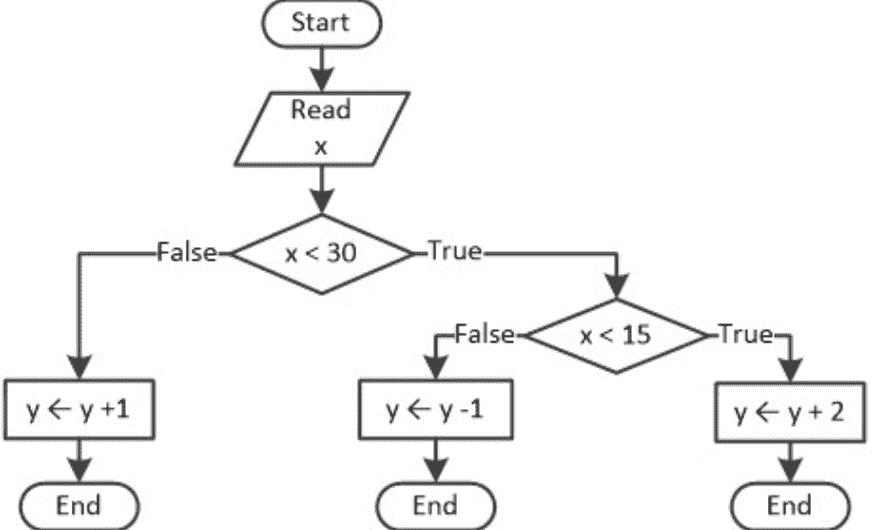 Start
Read
x
False
x < 30
True
False
x < 15
True
y ← y +1
y ← y -1
y ← y + 2
End
End
End